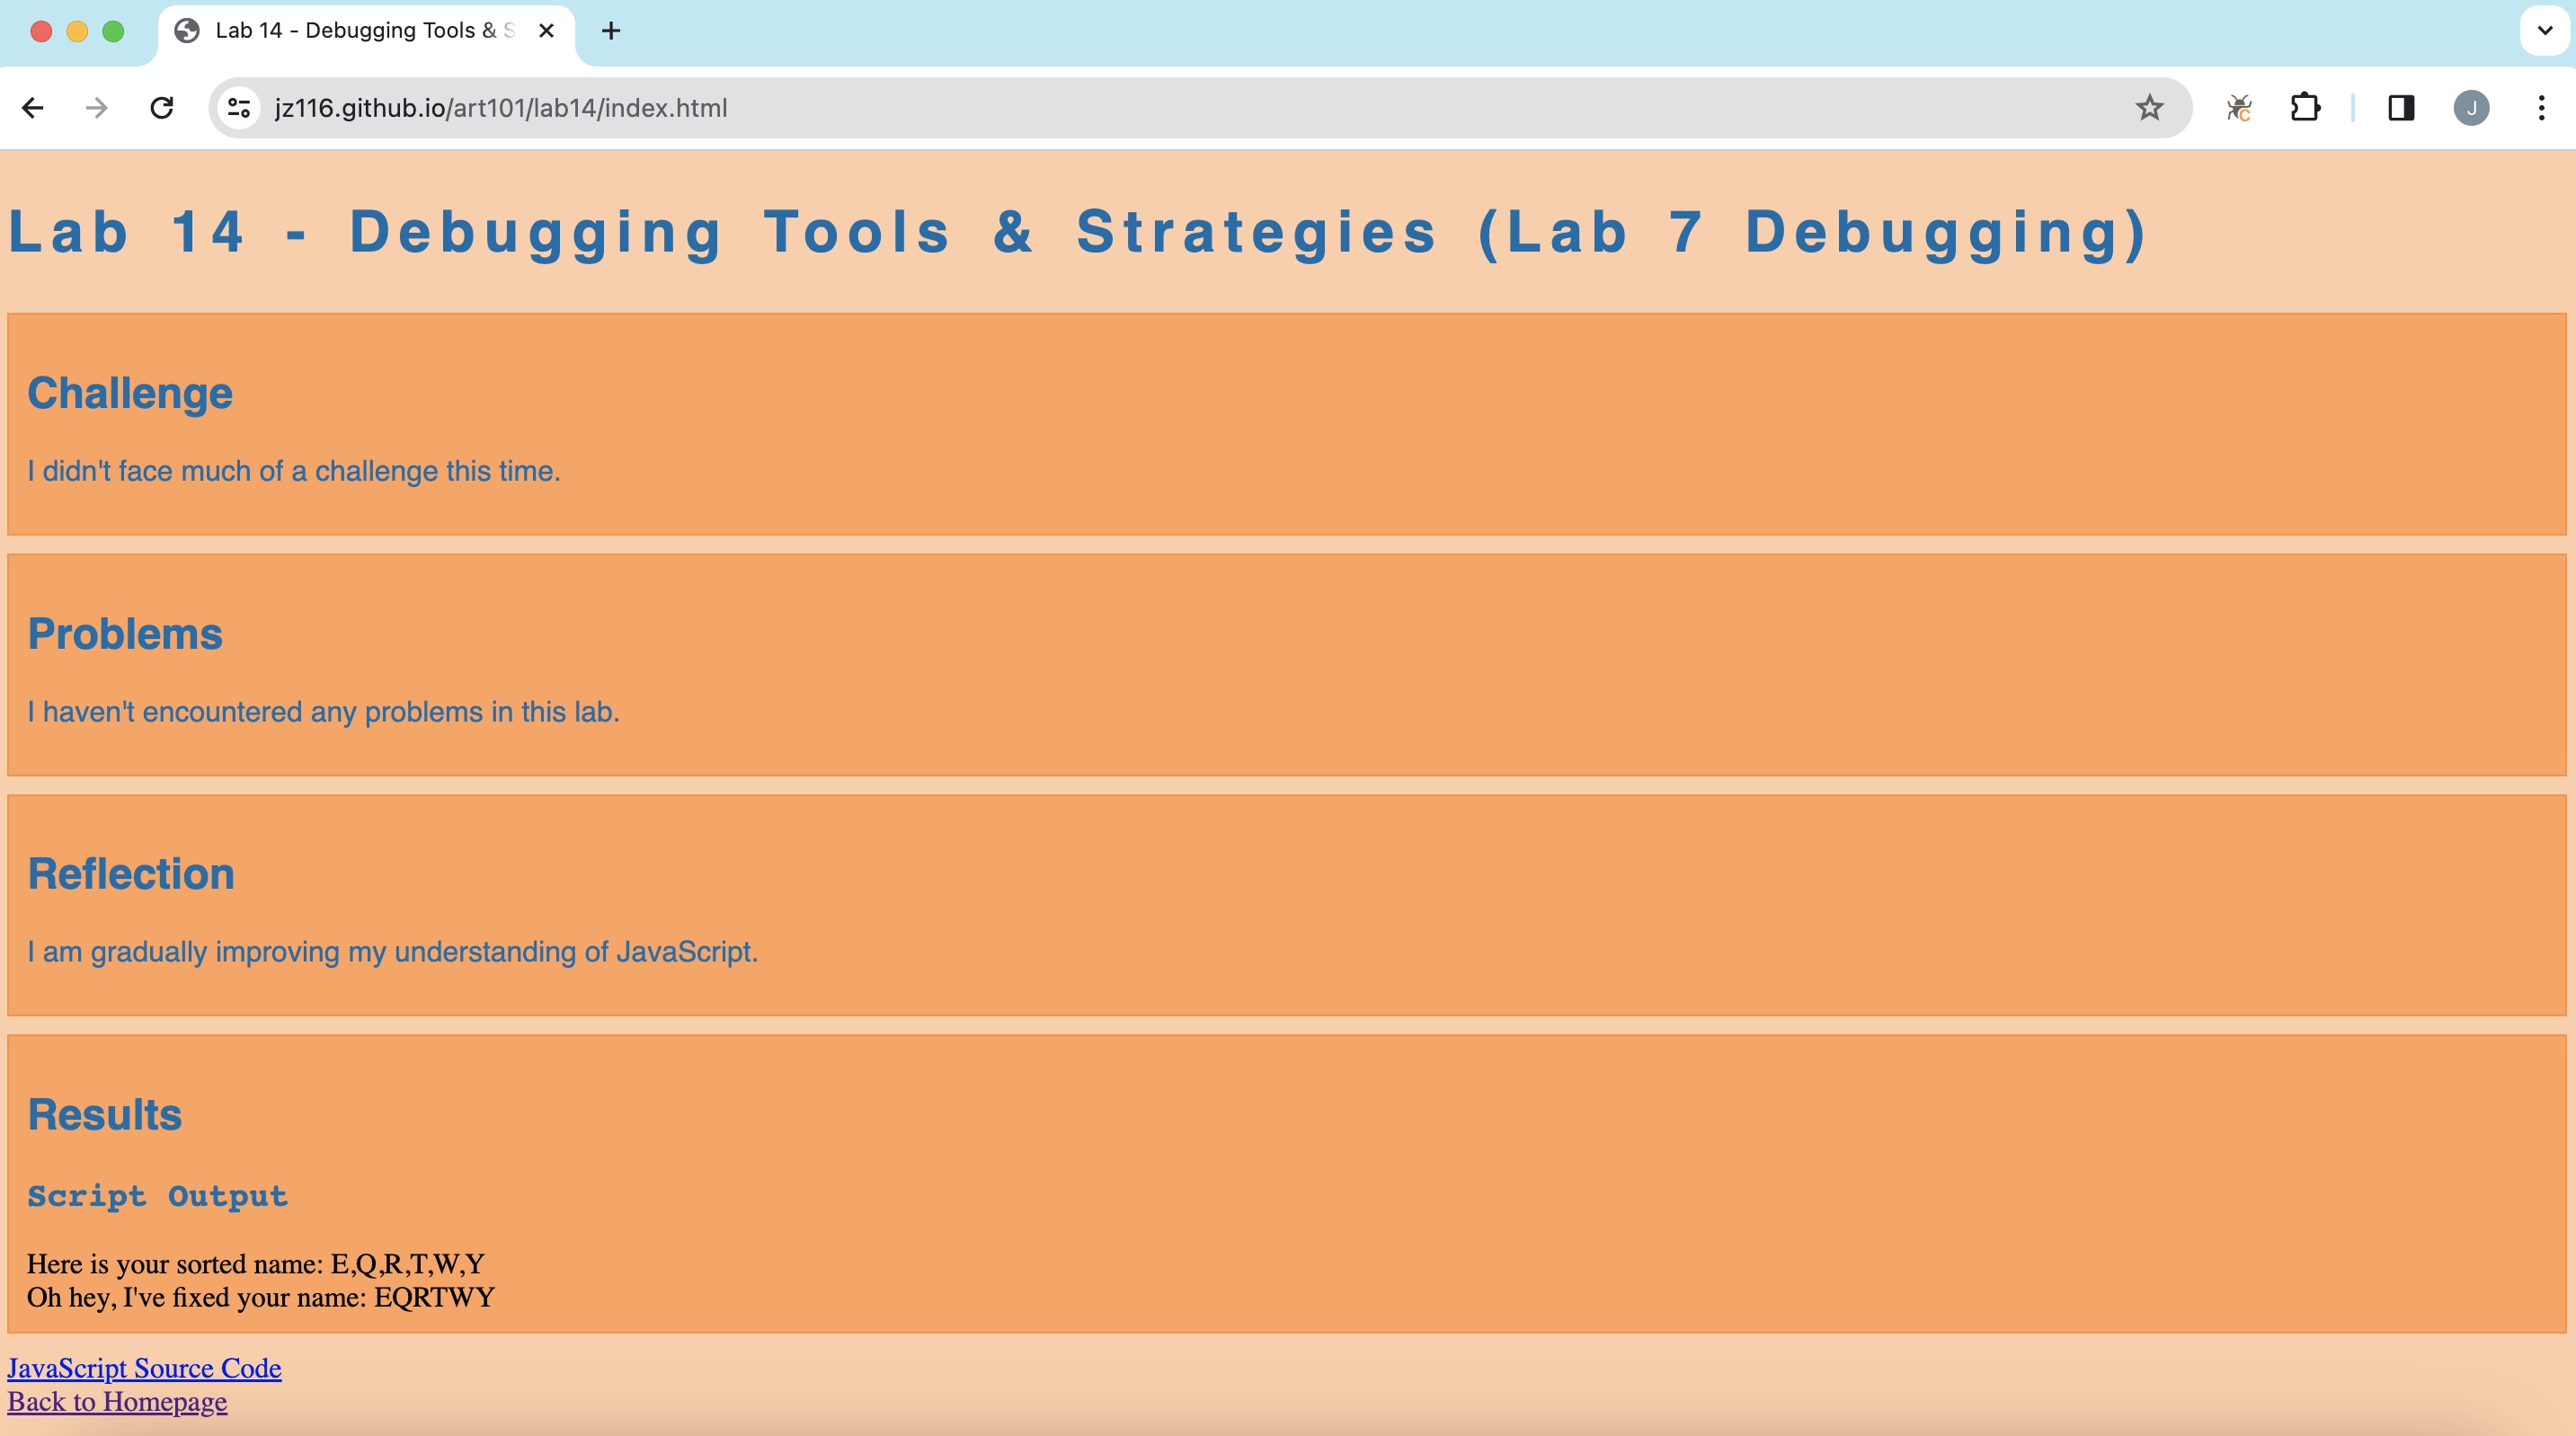 Lab 14 - Debugging Tools & S
jz116.github.io/art101/lab14/index.html
J
Lab 14 - Debugging Tools & Strategies (Lab 7 Debugging)
Challenge
I didn't face much of a challenge this time.
Problems
I haven't encountered any problems in this lab.
Reflection
I am gradually improving my understanding of JavaScript.
Results
Script Output
Here is your sorted name: E,Q,R,T,W,Y
Oh hey, I've fixed your name: EQRTWY
JavaScript Source Code
Back to Homepage